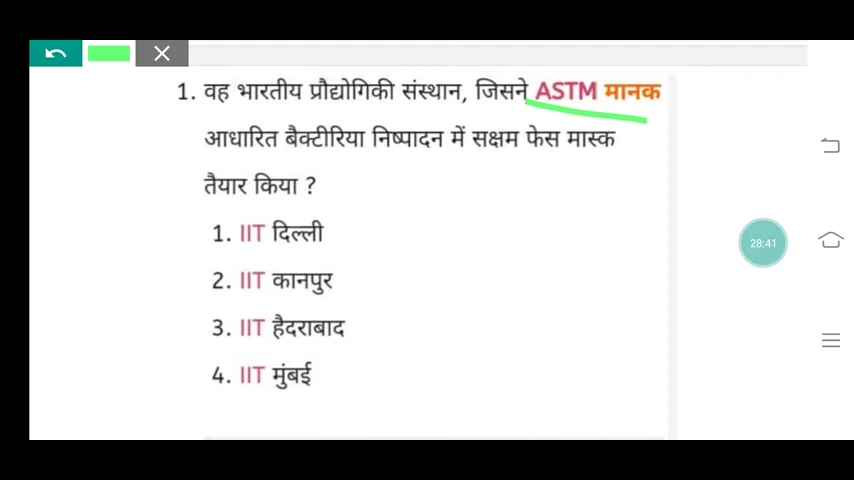 1. वह भारतीय प्रौद्योगिकी संस्थान, जिसने ASTM मानक
आधारित बैक्टीरिया निष्पादन में सक्षम फेस मास्क
तैयार किया ?
1. IIT दिल्ली
2. IIT कानपुर
3. IIT हैदराबाद
4. IIT मुंबई
28:41